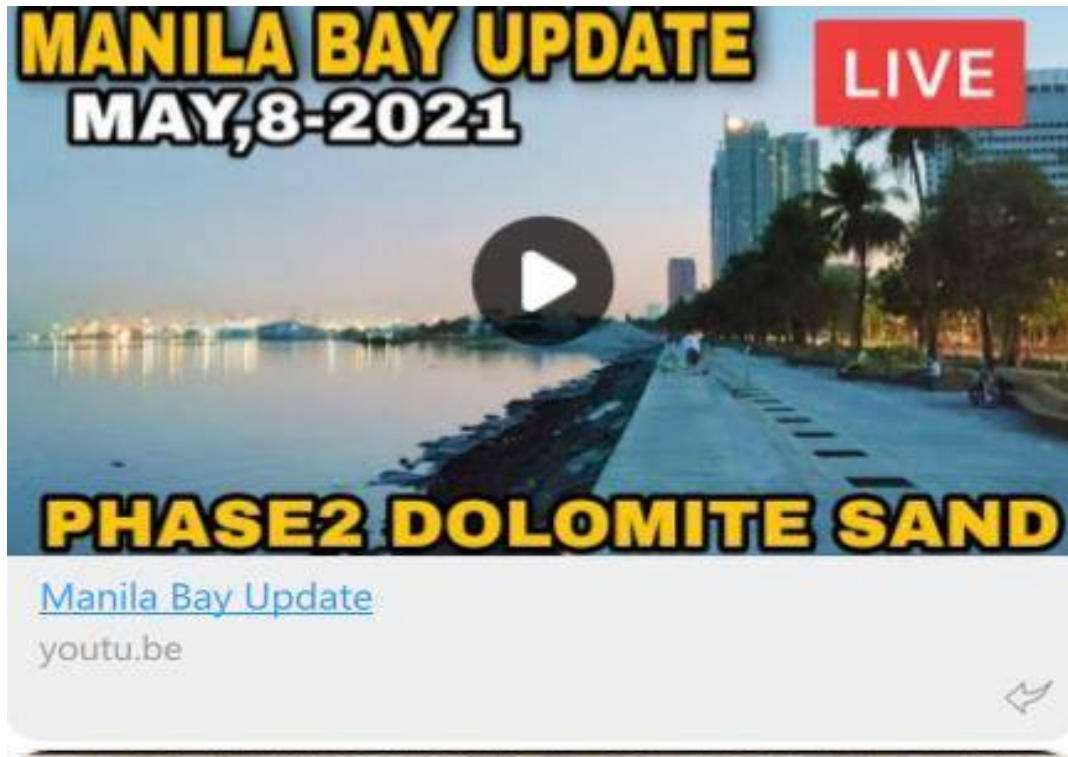 MANILA BAY UPDATE
LIVE
MAY,8-2021
PHASE2 DOLOMITE SAND
Manila Bay Update
youtu.be